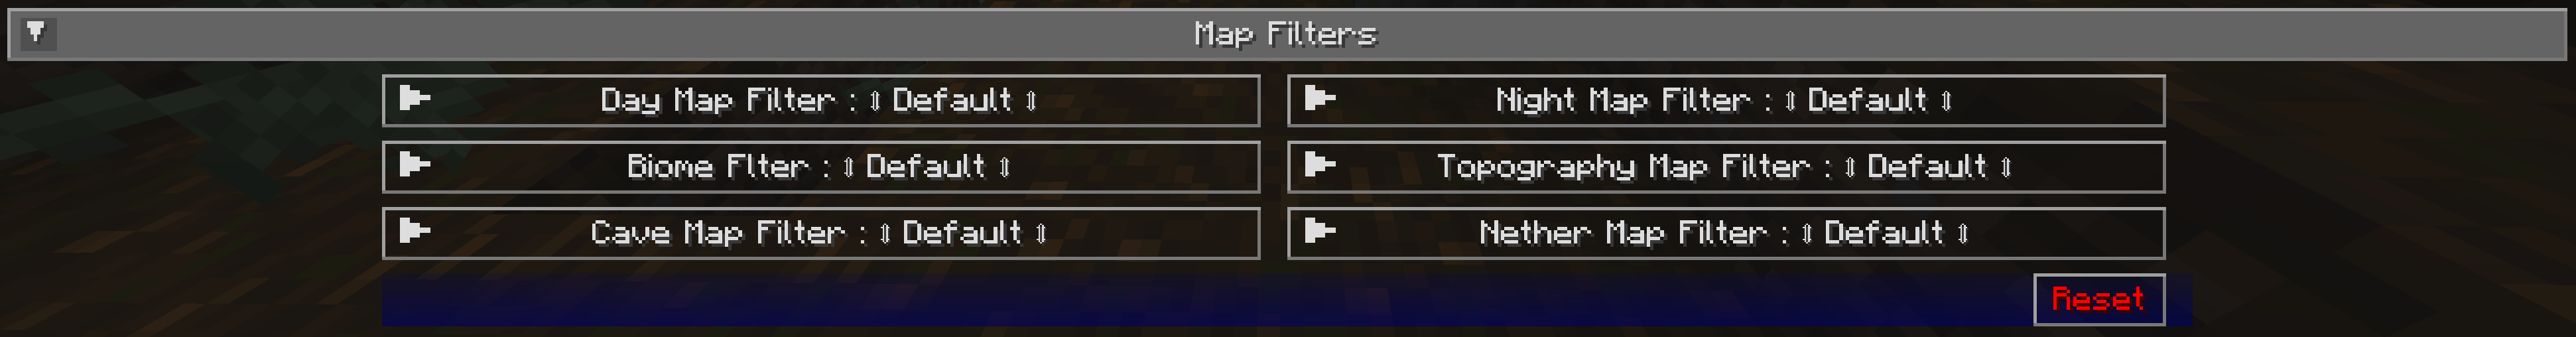 Map Filters
Day Map Filter : ⇕ Default ⇕
Night Map Filter : ⇕ Default ⇕
Biome Flter : ⇕ Default ⇕
Topography Map Filter : ⇕ Default ⇕
Cave Map Filter : ⇕ Default ⇕
Nether Map Filter : ⇕ Default ⇕
Reset